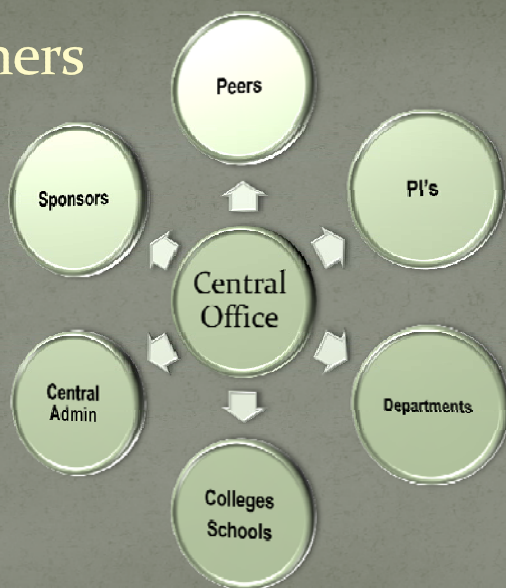 ners
Peers
Sponsors
PI's
Central
Office
Central
Admin
Departments
Colleges
Schools